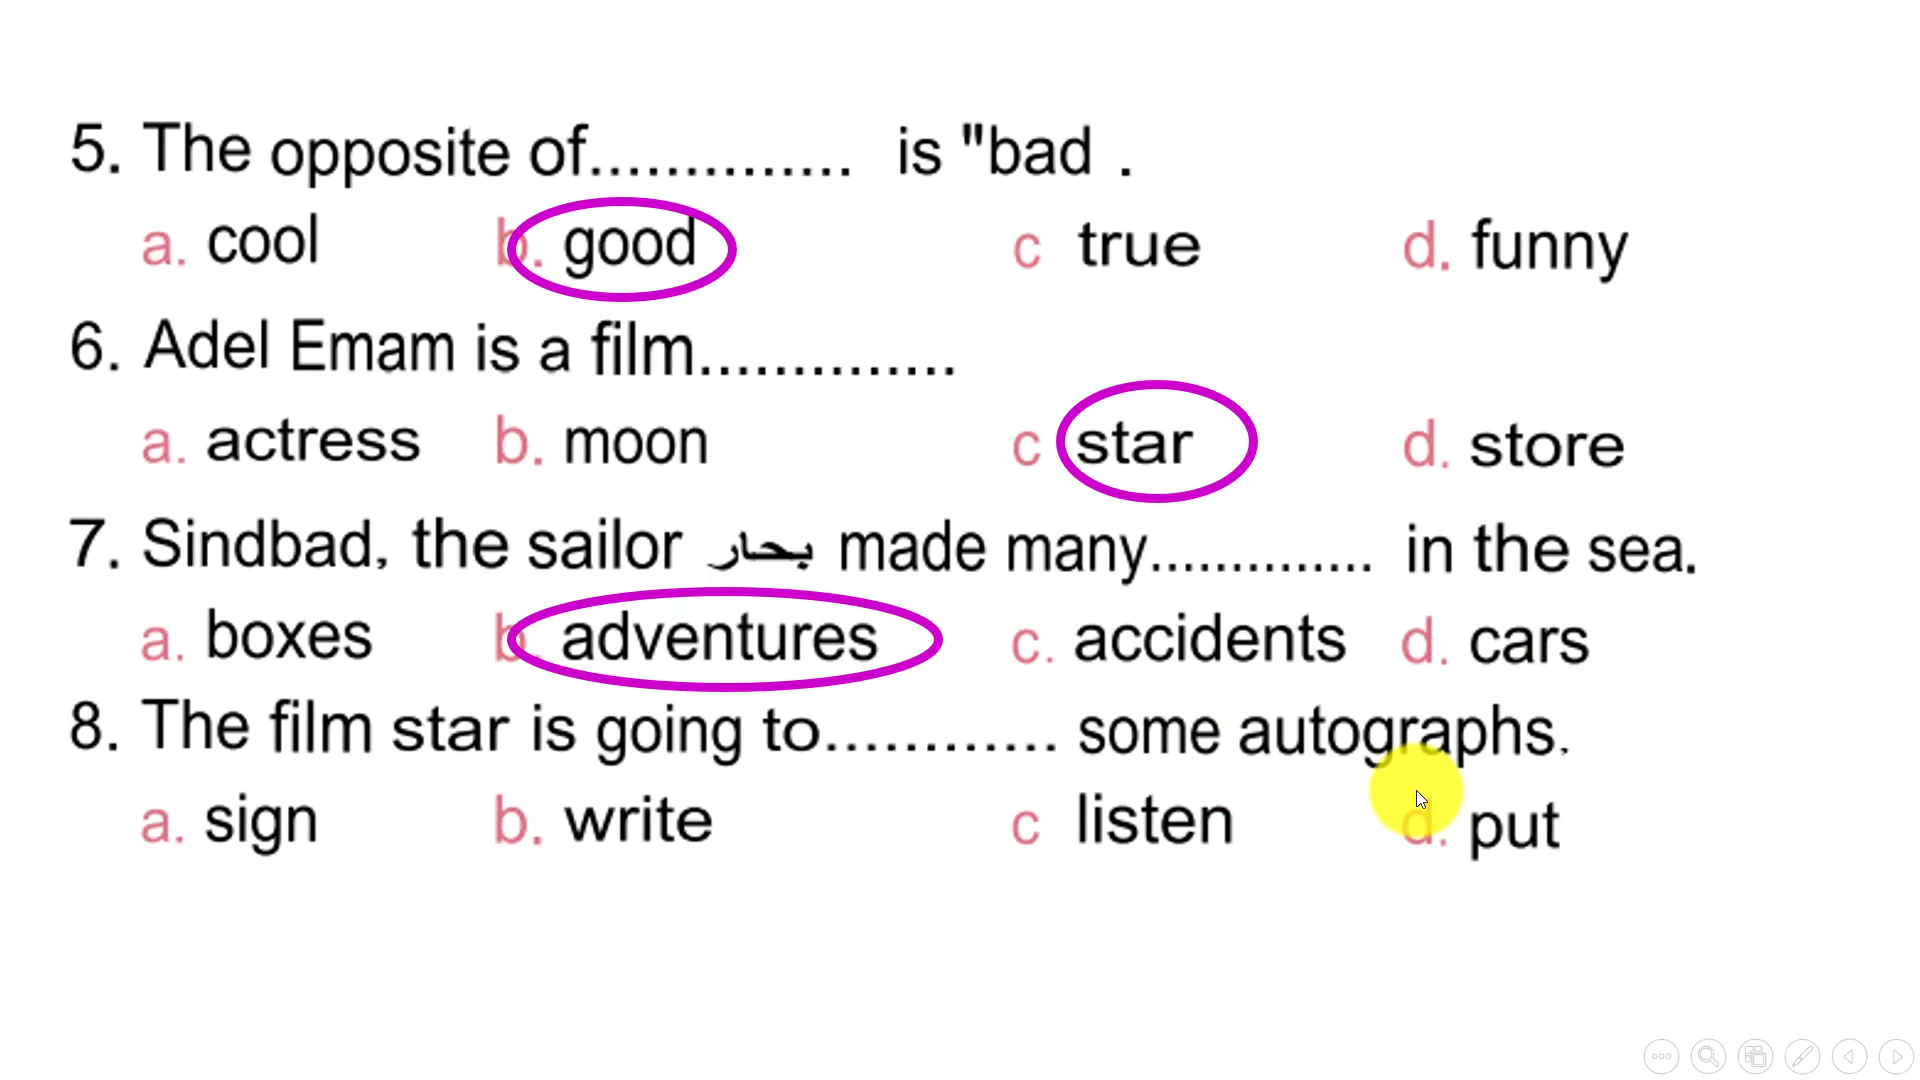 5. The opposite of.............. is "bad .
a. cool b. good c true d. funny
6. Adel Emam is a film..............
a. actress b. moon c star d. store
7. Sindbad, the sailor بحار made many.............. in the sea.
a. boxes b. adventures c. accidents d. cars
8. The film star is going to............. some autographs.
a. sign b. write c listen d. put